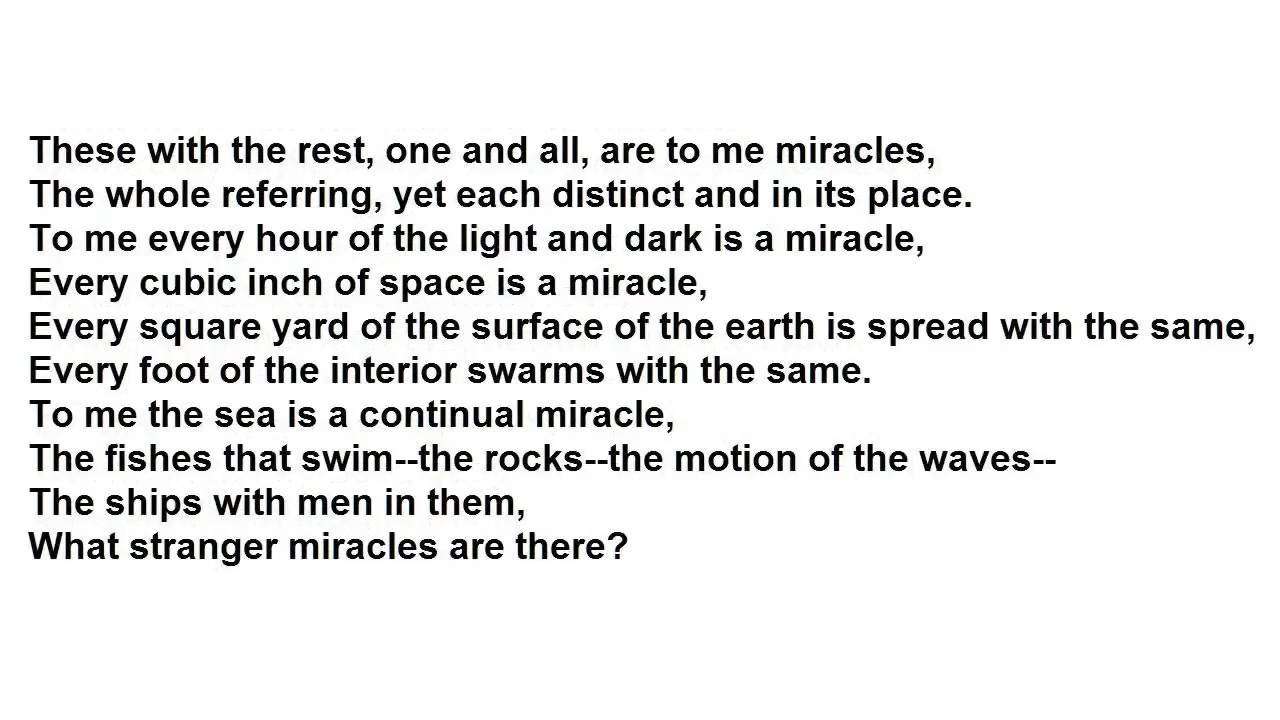 These with the rest, one and all, are to me miracles,
The whole referring, yet each distinct and in its place.
To me every hour of the light and dark is a miracle,
Every cubic inch of space is a miracle,
Every square yard of the surface of the earth is spread with the same,
Every foot of the interior swarms with the same.
To me the sea is a continual miracle,
The fishes that swim--the rocks--the motion of the waves--
The ships with men in them,
What stranger miracles are there?